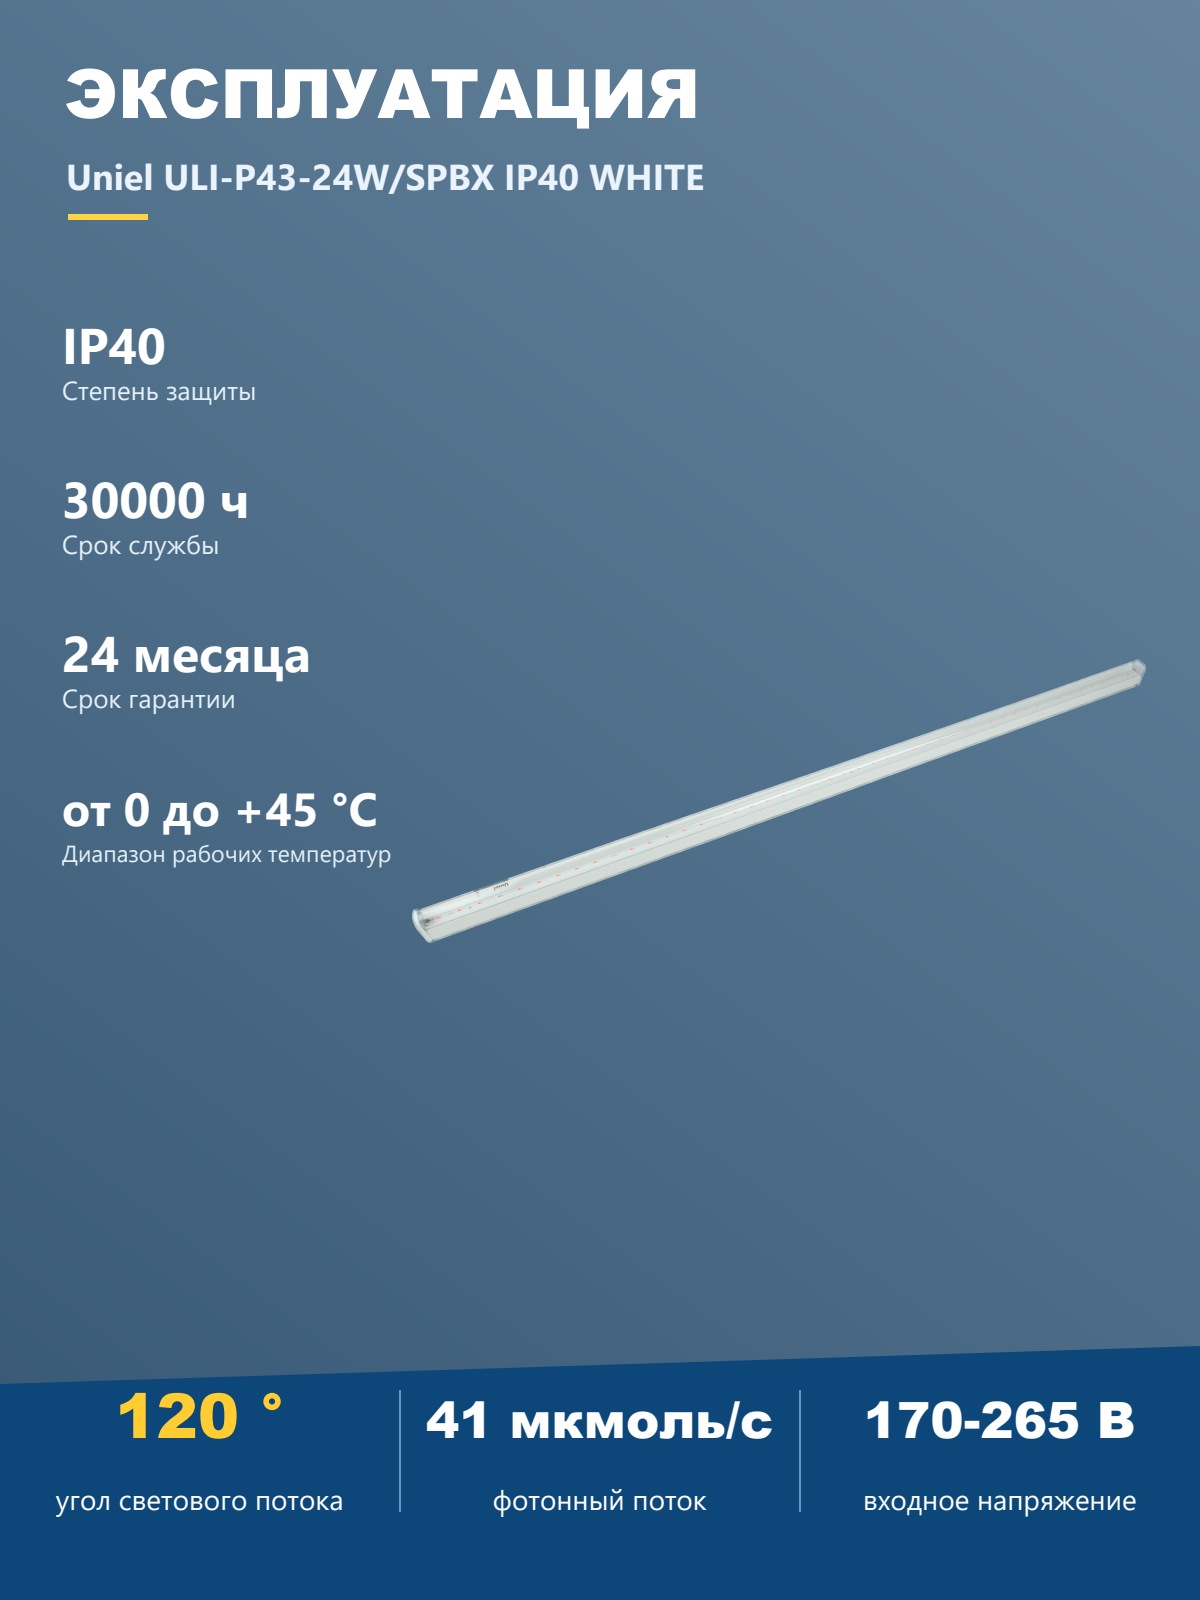 ЭКСПЛУАТАЦИЯ
Uniel ULI-P43-24W/SPBX IP40 WHITE
IP40
Степень защиты
30000 ч
Срок службы
24 месяца
Срок гарантии
от 0 до +45 °C
Диапазон рабочих температур
Uniel
120 °
угол светового потока
41 мкмоль/с
фотонный поток
170-265 В
входное напряжение